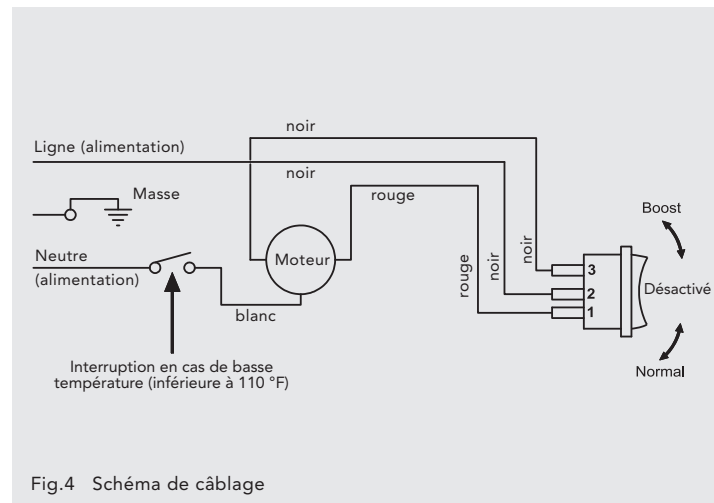 noir
Ligne (alimentation)
noir
Masse
rouge
Boost
Neutre
(alimentation)
Moteur
rouge
noir
noir
3
2
1
Désactivé
blanc
Interruption en cas de basse
température (inférieure à 110 °F)
Normal
Fig.4 Schéma de câblage